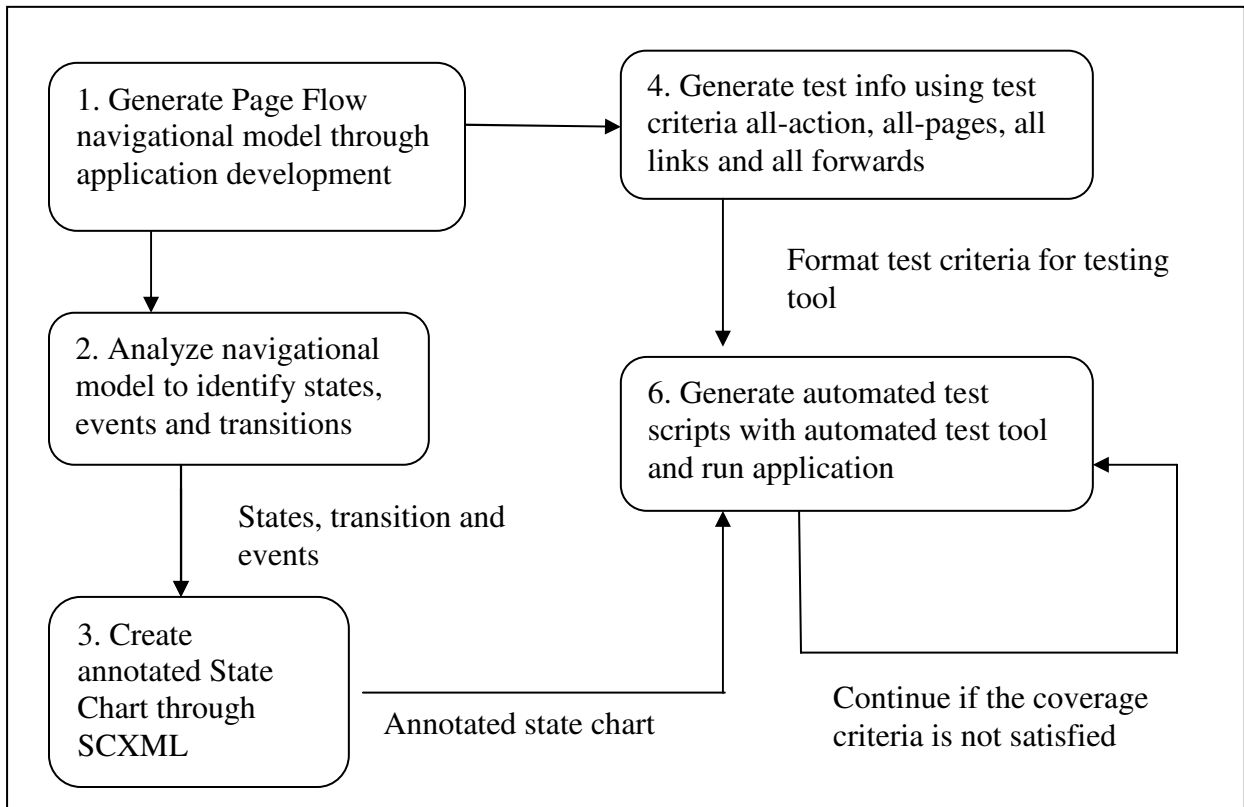 1. Generate Page Flow
navigational model through
application development
4. Generate test info using test
criteria all-action, all-pages, all
links and all forwards
Format test criteria for testing
tool
2. Analyze navigational
model to identify states,
events and transitions
6. Generate automated test
scripts with automated test tool
and run application
States, transition and
events
3. Create
annotated State
Chart through
SCXML
Annotated state chart
Continue if the coverage
criteria is not satisfied